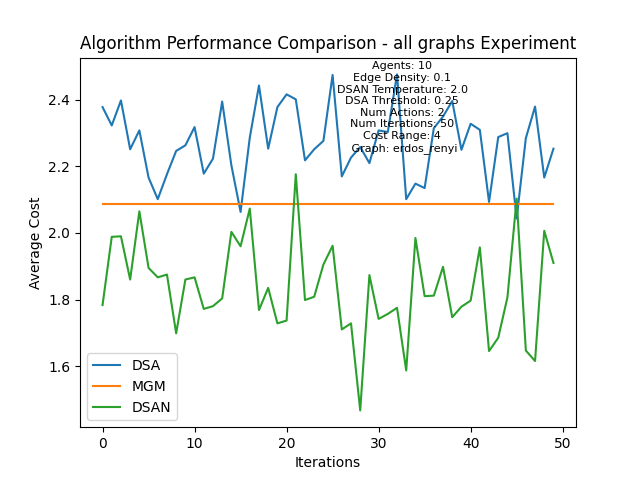 Algorithm Performance Comparison - all graphs Experiment
Agents: 10
Edge Density: 0.1
DSAN Temperature: 2.0
DSA Threshold: 0.25
Num Actions: 2
Num Iterations: 50
Cost Range: 4
Graph: erdos_renyi
Average Cost
2.4
2.2
2.0
1.8
1.6
DSA
MGM
DSAN
0
10
20
30
40
50
Iterations